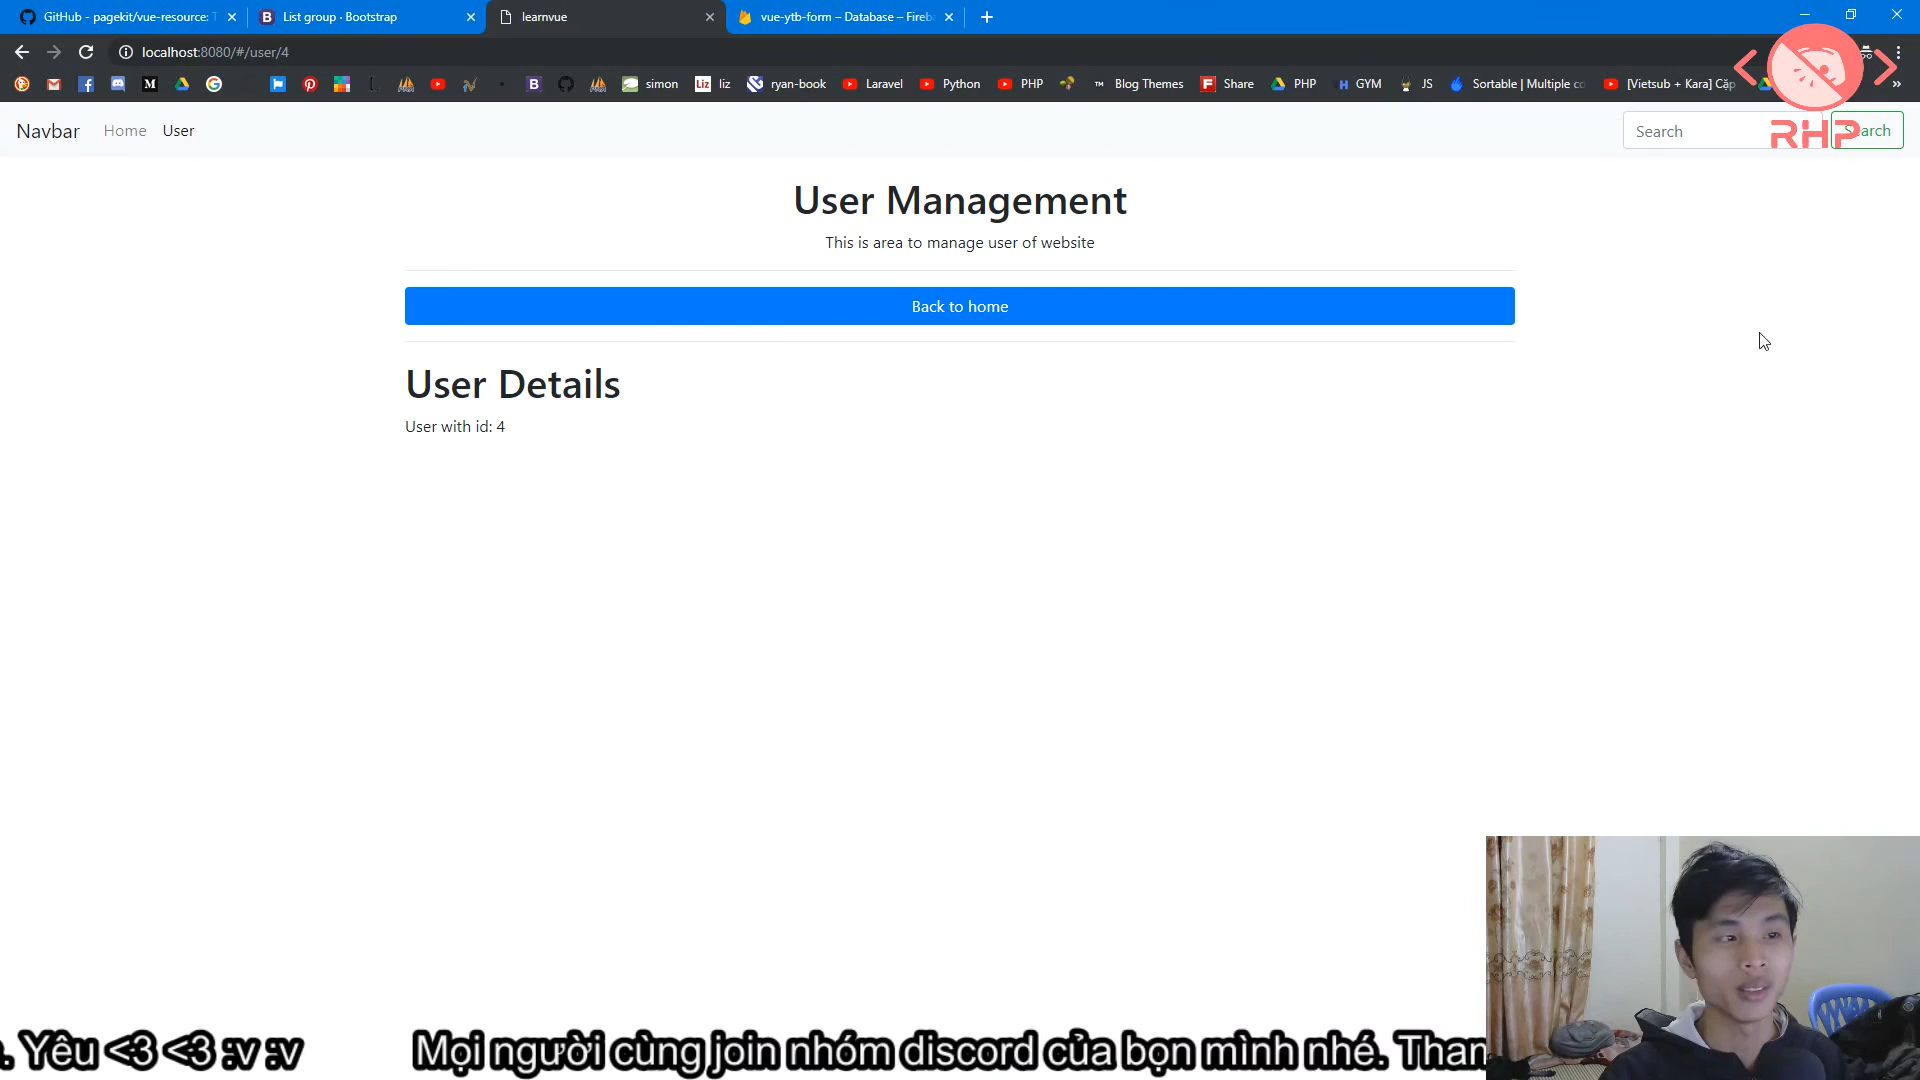 GitHub - pagekit/vue-resource: T
List group · Bootstrap
learnvue
vue-ytb-form – Database – Fireb
localhost:8080/#/user/4
simon
Liz liz
ryan-book
Laravel
Python
PHP
Blog Themes
Share
PHP
GYM
JS
Sortable | Multiple co
[Vietsub + Kara] Cặp
Navbar
Home
User
Search
Search
RHP
User Management
This is area to manage user of website
Back to home
User Details
User with id: 4
. Yêu <3 <3 :v :v
Mọi người cùng join nhóm discord của bọn mình nhé. Than